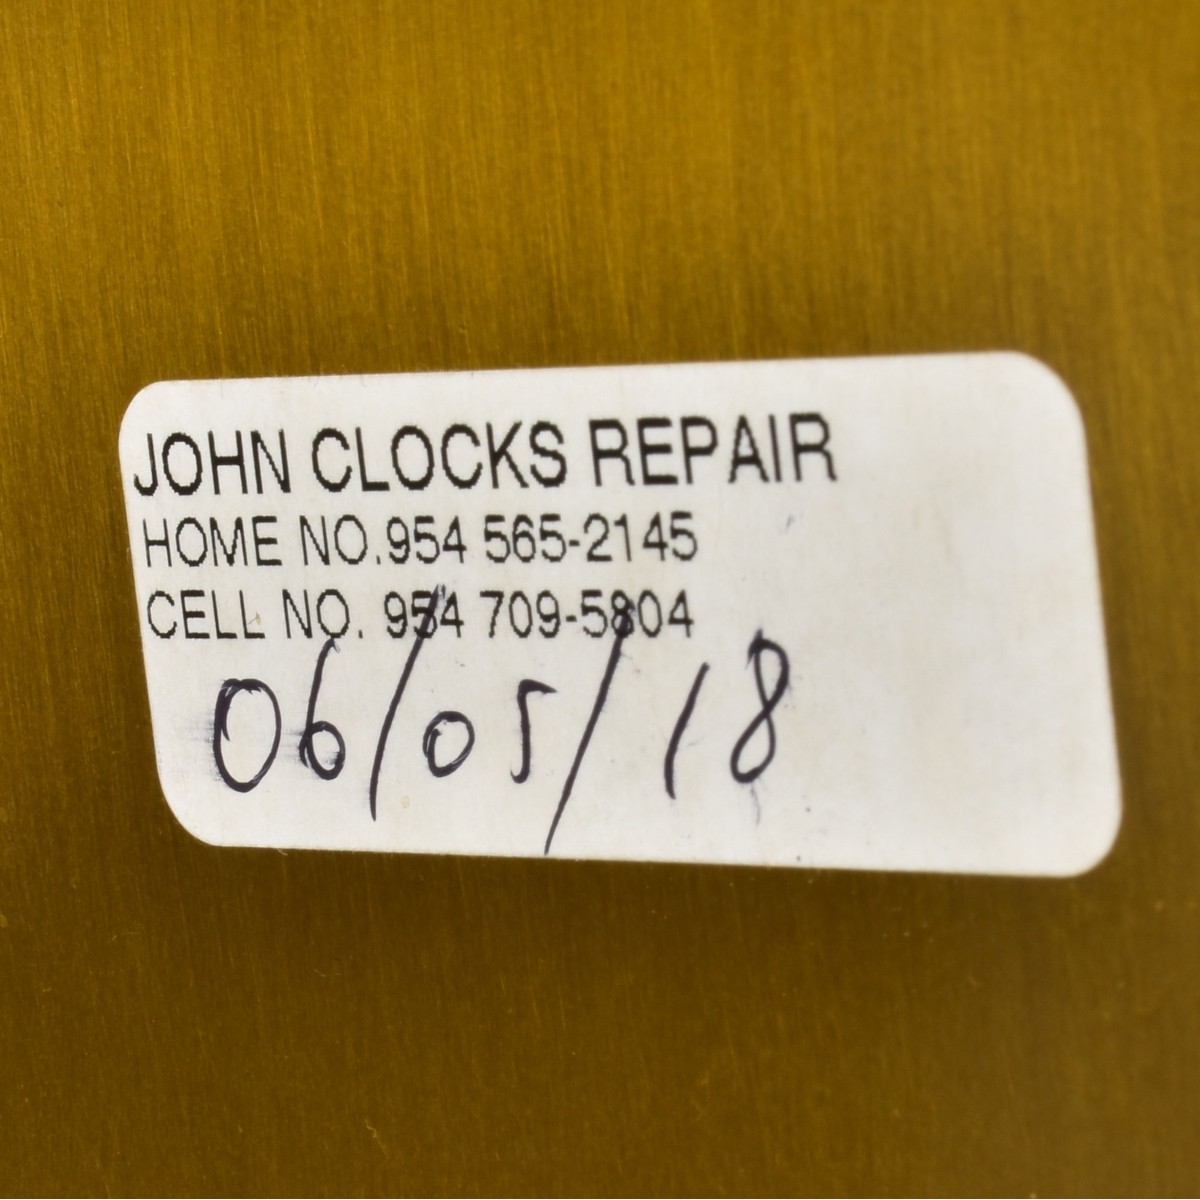 JOHN CLOCKS REPAIR
HOME NO.954 565-2145
CELL NO. 954 709-5804
06/05/18